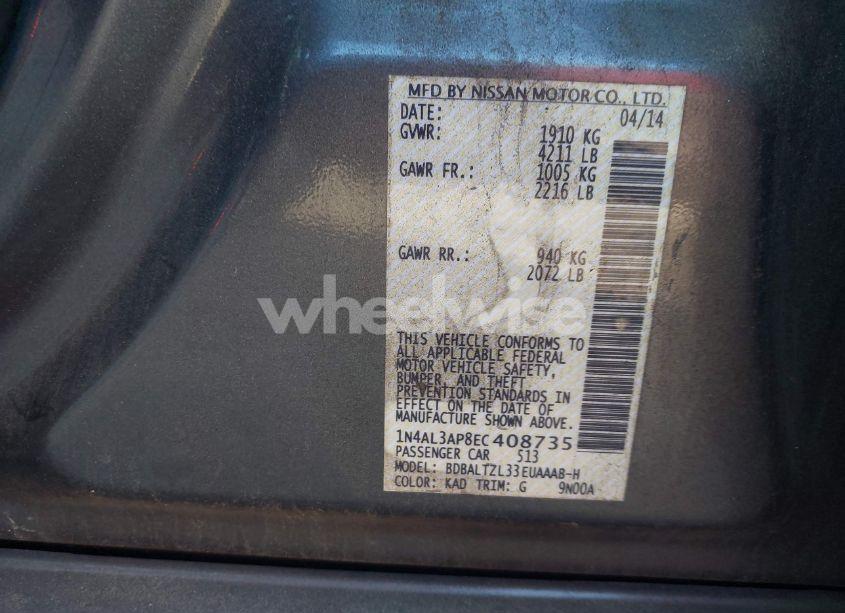 MFD BY NISSAN MOTOR CO., LTD.
DATE: 04/14
GVWR: 1910 KG
4211 LB
GAWR FR.: 1005 KG
2216 LB
GAWR RR.: 940 KG
2072 LB
wheelwise
THIS VEHICLE CONFORMS TO
ALL APPLICABLE FEDERAL
MOTOR VEHICLE SAFETY,
BUMPER, AND THEFT
PREVENTION STANDARDS IN
EFFECT ON THE DATE OF
MANUFACTURE SHOWN ABOVE.
1N4AL3AP8EC408735
PASSENGER CAR 513
MODEL: BDBALTZL33EUAAAB-H
COLOR: KAD TRIM: G 9N00A